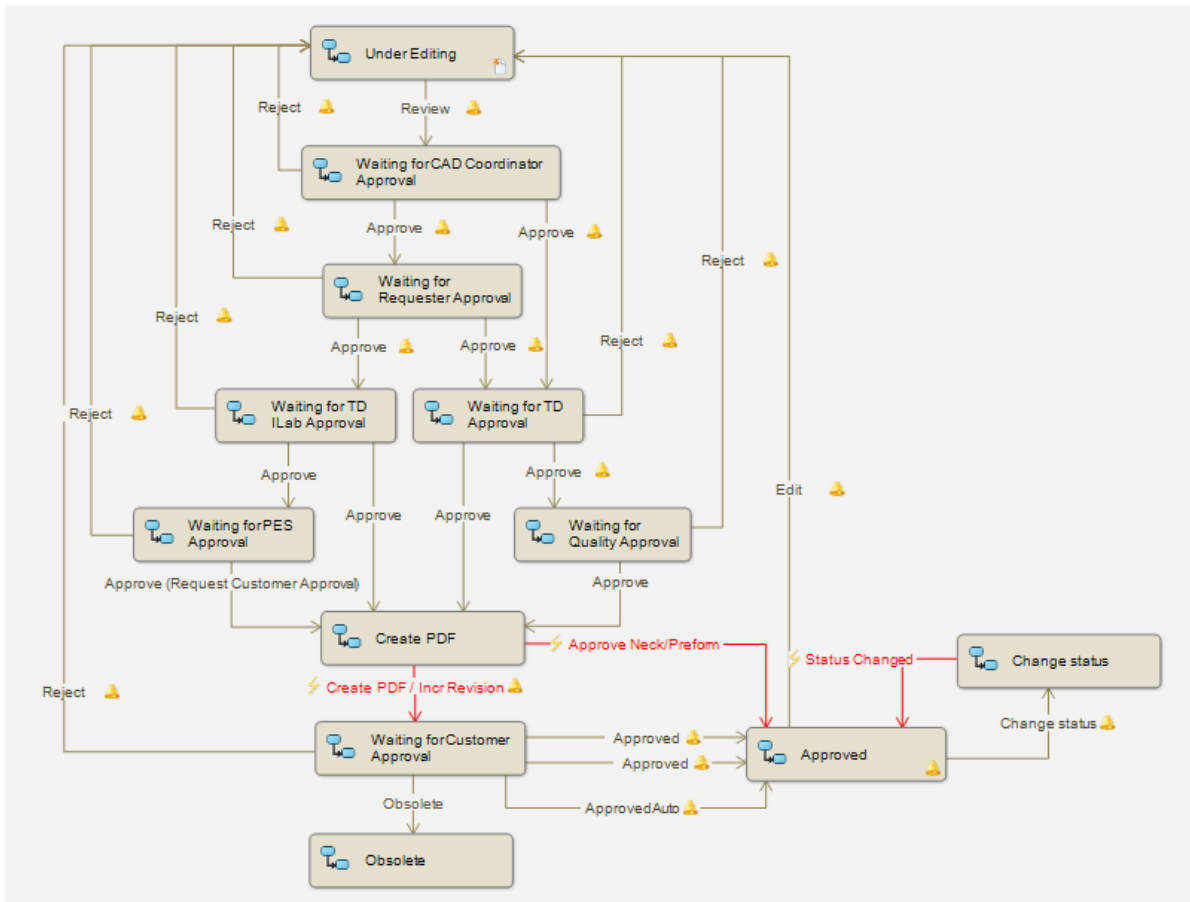 Under Editing
Reject
Review
Waiting for CAD Coordinator
Approval
Reject
Approve
Approve
Reject
Waiting for
Requester Approval
Reject
Approve
Approve
Reject
Waiting for TD
ILab Approval
Waiting for TD
Approval
Reject
Approve
Approve
Edit
Approve
Approve
Waiting for PES
Approval
Waiting for
Quality Approval
Approve (Request Customer Approval)
Approve
Create PDF
Approve Neck/Preform
Status Changed
Change status
Create PDF / Incr Revision
Reject
Change status
Waiting for Customer
Approval
Approved
Approved
Approved
ApprovedAuto
Obsolete
Obsolete